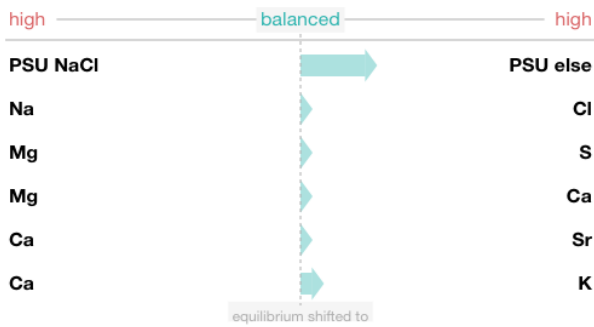 high balanced high
PSU NaCl PSU else
Na Cl
Mg S
Mg Ca
Ca Sr
Ca K
equilibrium shifted to